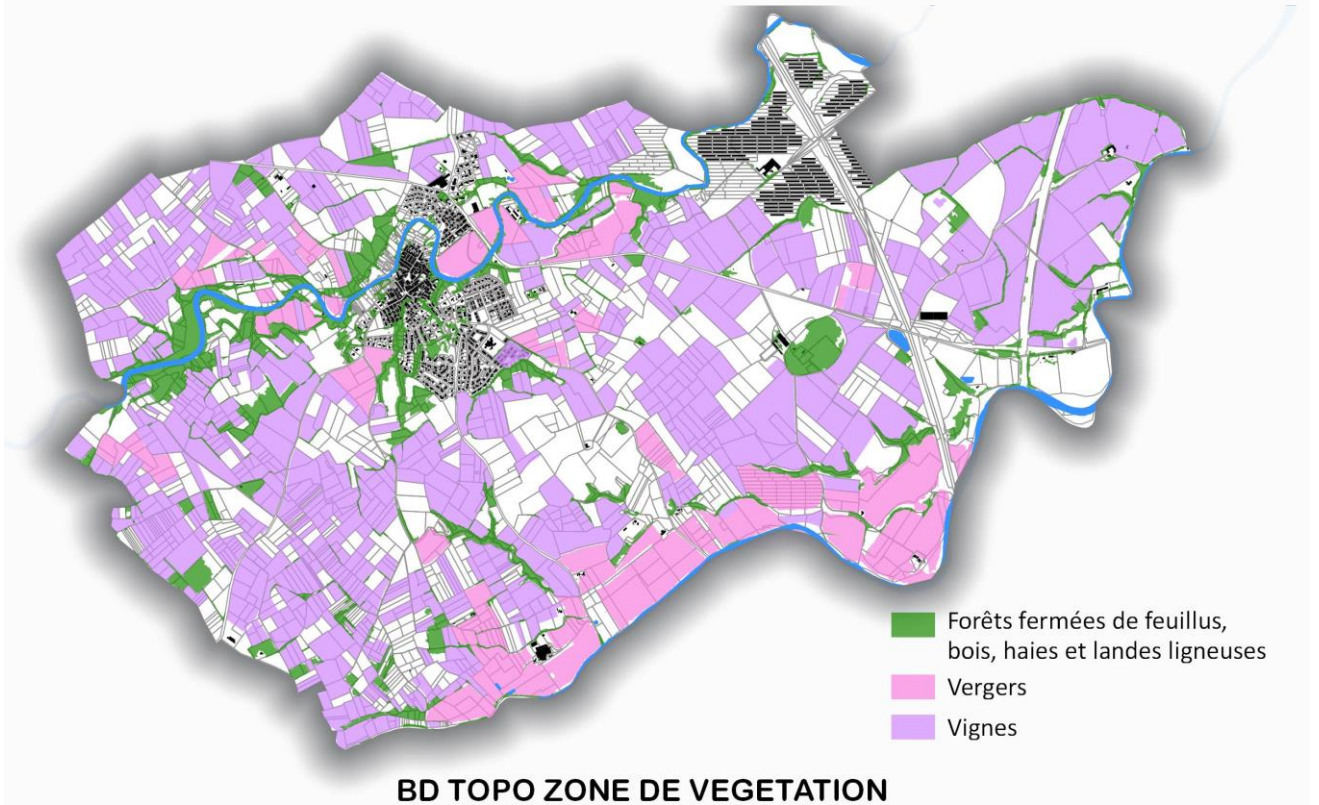 Forêts fermées de feuillus,
bois, haies et landes ligneuses
Vergers
Vignes
BD TOPO ZONE DE VEGETATION